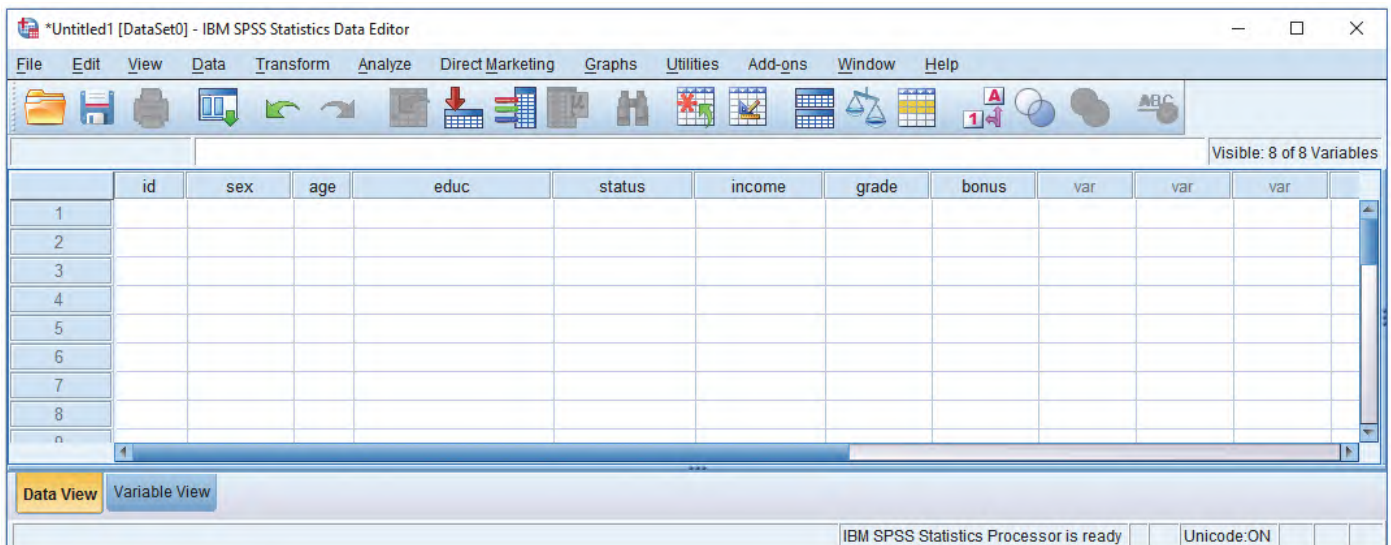 *Untitled1 [DataSet0] - IBM SPSS Statistics Data Editor
File Edit View Data Transform Analyze Direct Marketing Graphs Utilities Add-ons Window Help
A
1
μ
ABC
Visible: 8 of 8 Variables
id sex age educ status income grade bonus var var var
1
2
3
4
5
6
7
8
Data View Variable View
IBM SPSS Statistics Processor is ready Unicode:ON